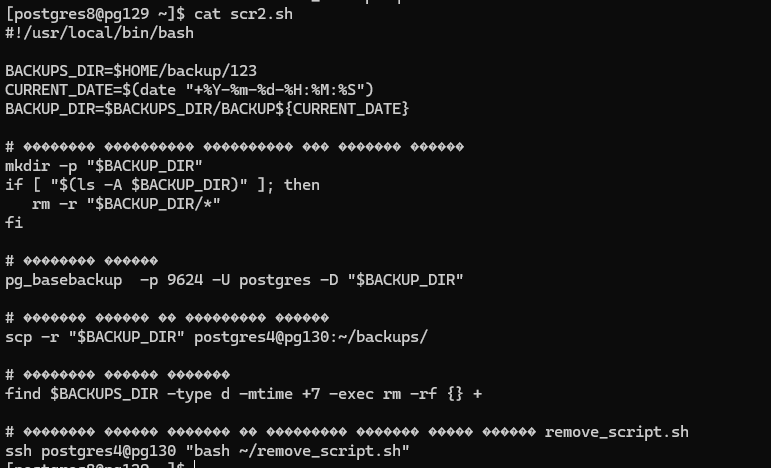 [postgres8@pg129 ~]$ cat scr2.sh
#!/usr/local/bin/bash
BACKUPS_DIR=$HOME/backup/123
CURRENT_DATE=$(date "+%Y-%m-%d-%H:%M:%S")
BACKUP_DIR=$BACKUPS_DIR/BACKUP${CURRENT_DATE}
# �������� ���������� ���������� ��� ������� ������
mkdir -p "$BACKUP_DIR"
if [ "$(ls -A $BACKUP_DIR)" ]; then
   rm -r "$BACKUP_DIR/*"
fi
# �������� ������
pg_basebackup  -p 9624 -U postgres -D "$BACKUP_DIR"
# ������� ������ �� ��������� ������
scp -r "$BACKUP_DIR" postgres4@pg130:~/backups/
# �������� ������ �������
find $BACKUPS_DIR -type d -mtime +7 -exec rm -rf {} +
# �������� ������ ������� �� ��������� ������� ����� ������ remove_script.sh
ssh postgres4@pg130 "bash ~/remove_script.sh"